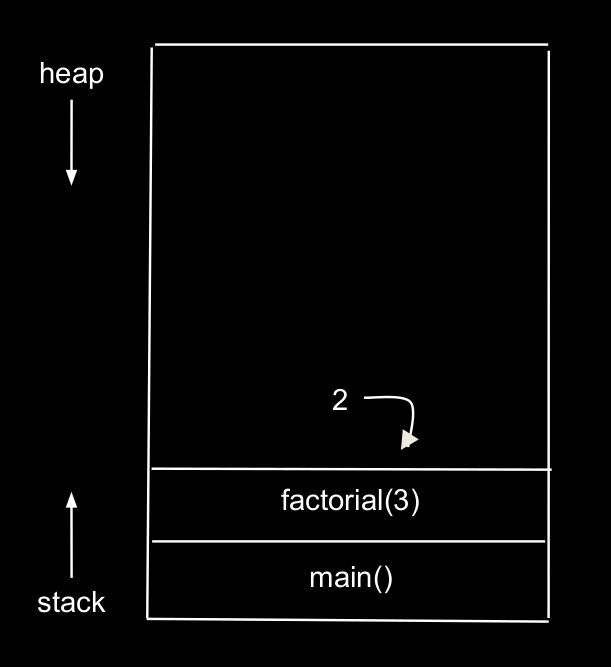 heap
2
factorial(3)
main()
stack